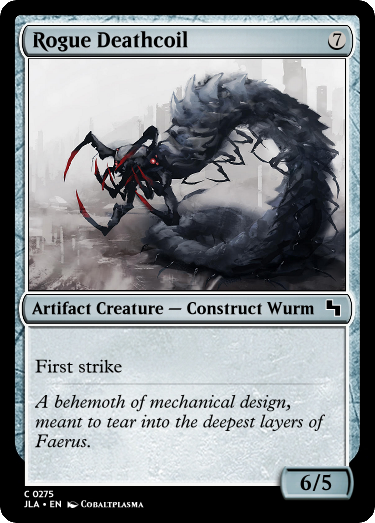 Rogue Deathcoil 7
Artifact Creature — Construct Wurm
First strike
A behemoth of mechanical design,
meant to tear into the deepest layers of
Faerus.
6/5
C 0275
JLA • EN Cobaltplasma